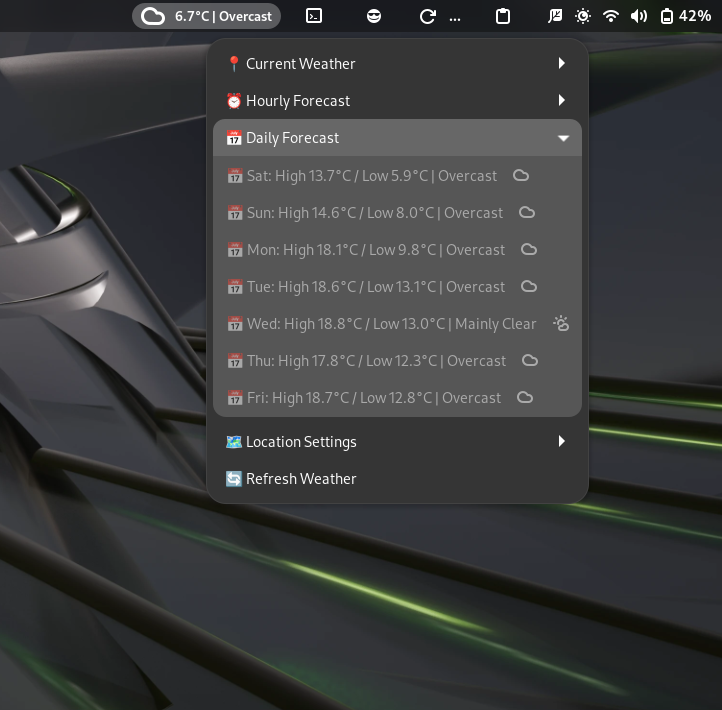 6.7°C | Overcast
...
42%
Current Weather
Hourly Forecast
Daily Forecast
Sat: High 13.7°C / Low 5.9°C | Overcast
Sun: High 14.6°C / Low 8.0°C | Overcast
Mon: High 18.1°C / Low 9.8°C | Overcast
Tue: High 18.6°C / Low 13.1°C | Overcast
Wed: High 18.8°C / Low 13.0°C | Mainly Clear
Thu: High 17.8°C / Low 12.3°C | Overcast
Fri: High 18.7°C / Low 12.8°C | Overcast
Location Settings
Refresh Weather